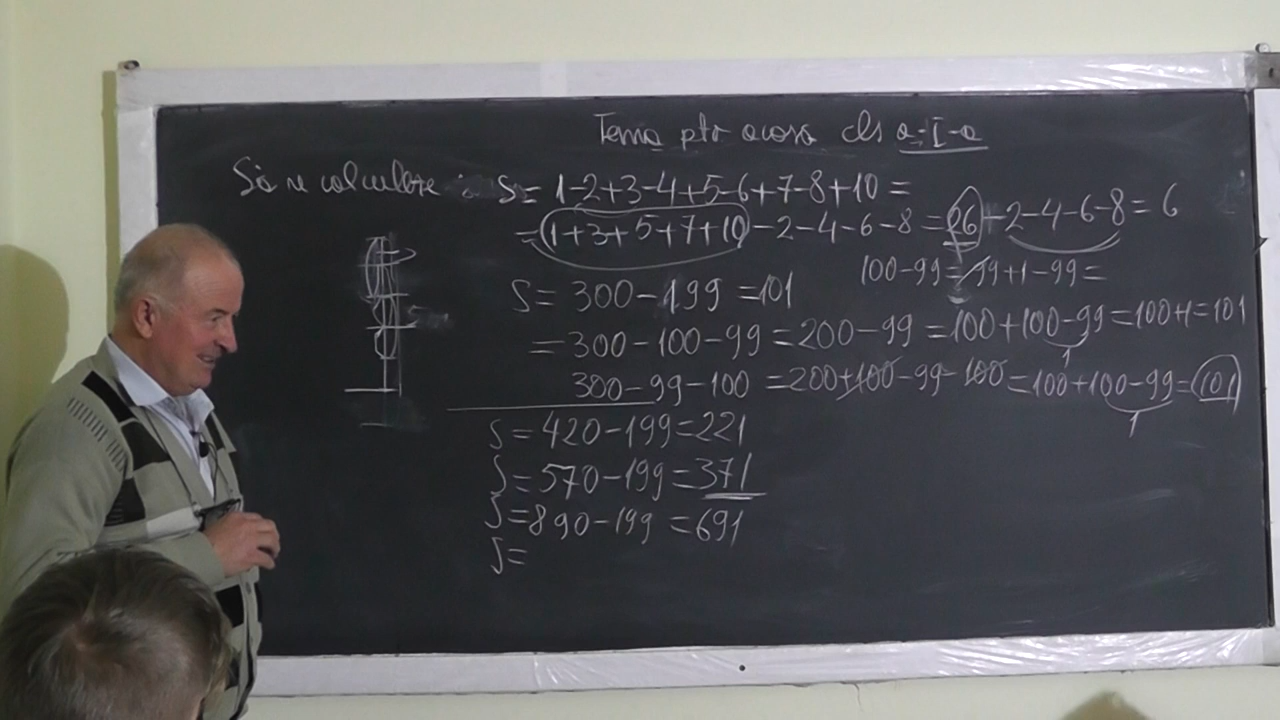 Tema ptr acasa cls a-I-a
Să se calculeze : S= 1-2+3-4+5-6+7-8+10=
=(1+3+5+7+10)-2-4-6-8=26-2-4-6-8=6
100-99=99+1-99=
S=300-199=101
=300-100-99=200-99=100+100-99=100+1=101
1
300-99-100=200+100-99-100=100+100-99=101
1
S=420-199=221
S=570-199=371
S=890-199=691
S=